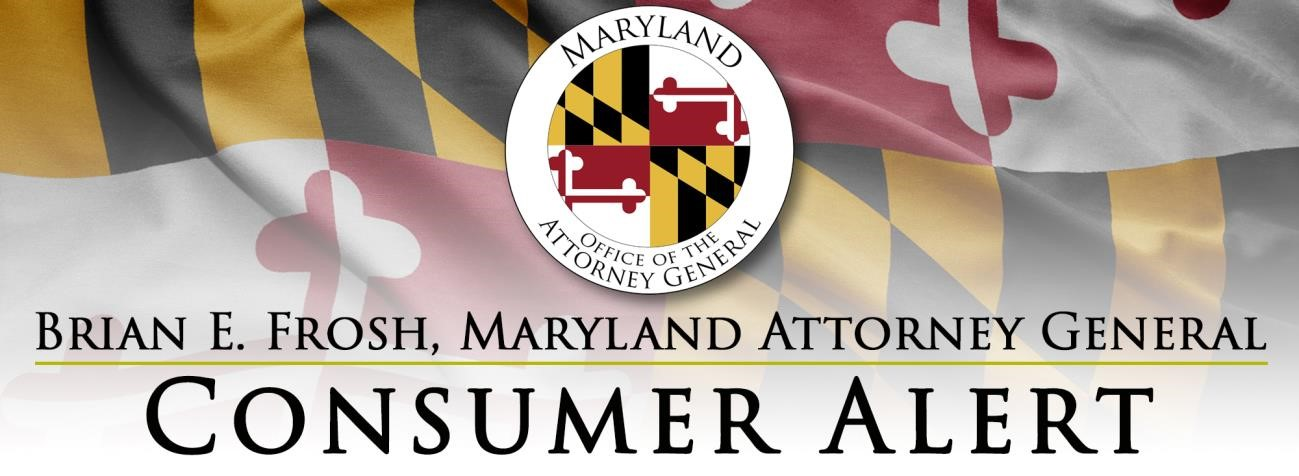 MARYLAND
OFFICE OF THE
ATTORNEY GENERAL
BRIAN E. FROSH, MARYLAND ATTORNEY GENERAL
CONSUMER ALERT